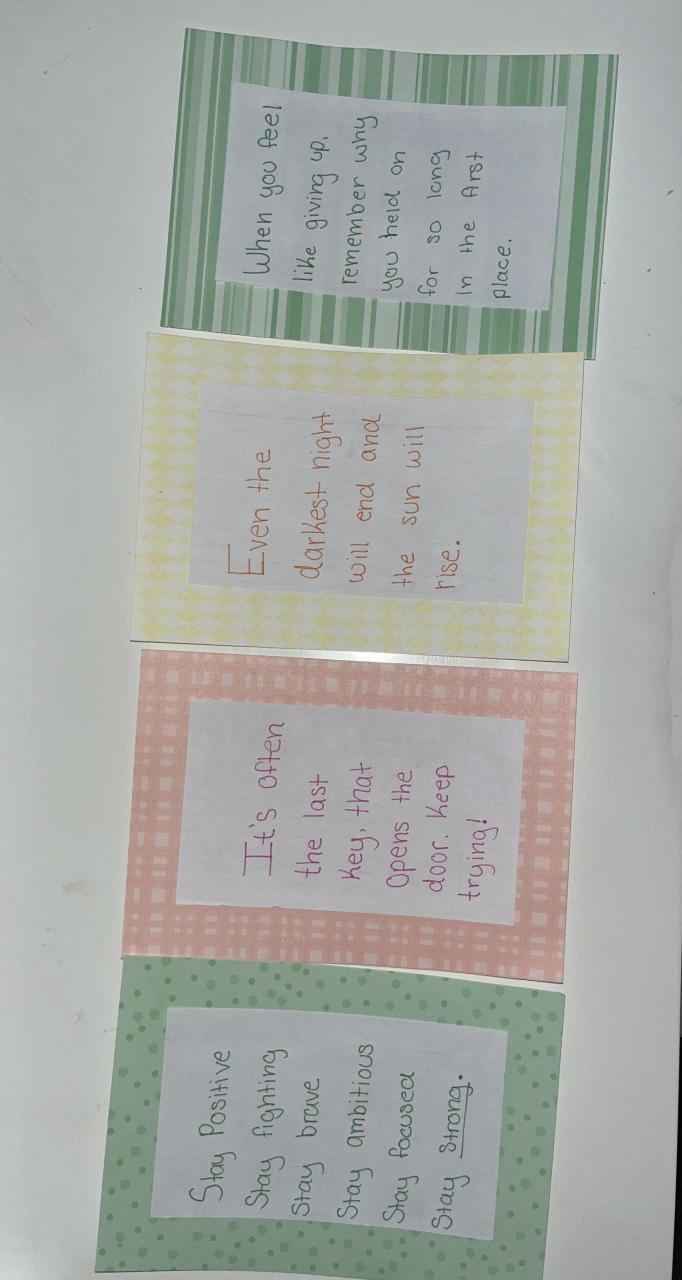 Stay Positive
Stay fighting
Stay brave
Stay ambitious
Stay focused
Stay strong.
It's often
the last
key, that
opens the
door. Keep
trying!
Even the
darkest night
will end and
the sun will
rise.
When you feel
like giving up,
remember why
you held on
for so long
in the first
place.